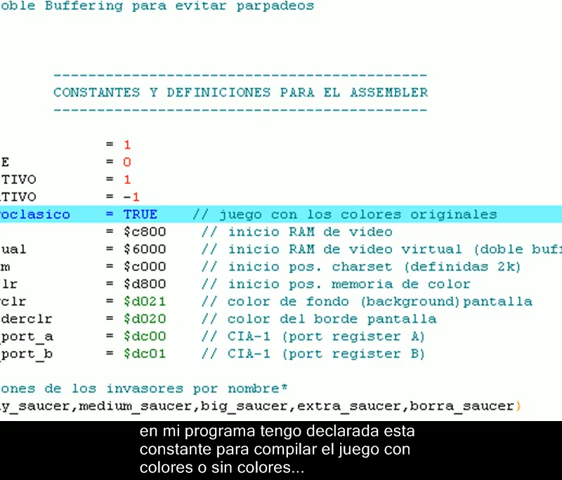 oble Buffering para evitar parpadeos
----------------------------------------
CONSTANTES Y DEFINICIONES PARA EL ASSEMBLER
----------------------------------------
= 1
E = 0
TIVO = 1
ATIVO = -1
oclasico = TRUE // juego con los colores originales
= $c800 // inicio RAM de video
ual = $6000 // inicio RAM de video virtual (doble buf
m = $c000 // inicio pos. charset (definidas 2k)
lr = $d800 // inicio pos. memoria de color
clr = $d021 // color de fondo (background)pantalla
derclr = $d020 // color del borde pantalla
_port_a = $dc00 // CIA-1 (port register A)
_port_b = $dc01 // CIA-1 (port register B)
ones de los invasores por nombre*
y_saucer,medium_saucer,big_saucer,extra_saucer,borra_saucer)
en mi programa tengo declarada esta
constante para compilar el juego con
colores o sin colores...